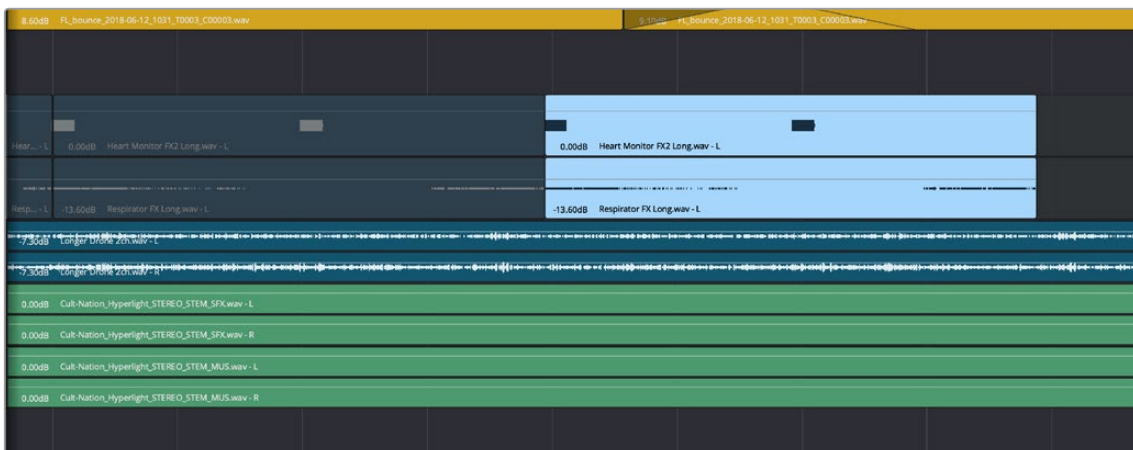 8.60dB FL_bounce_2018-06-12_1031_T0003_C00003.wav
9.10dB FL_bounce_2018-06-12_1031_T0003_C00003.wav
Hear... - L
0.00dB Heart Monitor FX2 Long.wav - L
0.00dB Heart Monitor FX2 Long.wav - L
Resp... - L
-13.60dB Respirator FX Long.wav - L
-13.60dB Respirator FX Long.wav - L
-7.30dB Longer Drone 2ch.wav - L
-7.30dB Longer Drone 2ch.wav - R
0.00dB Cult-Nation_Hyperlight_STEREO_STEM_SFX.wav - L
0.00dB Cult-Nation_Hyperlight_STEREO_STEM_SFX.wav - R
0.00dB Cult-Nation_Hyperlight_STEREO_STEM_MUS.wav - L
0.00dB Cult-Nation_Hyperlight_STEREO_STEM_MUS.wav - R